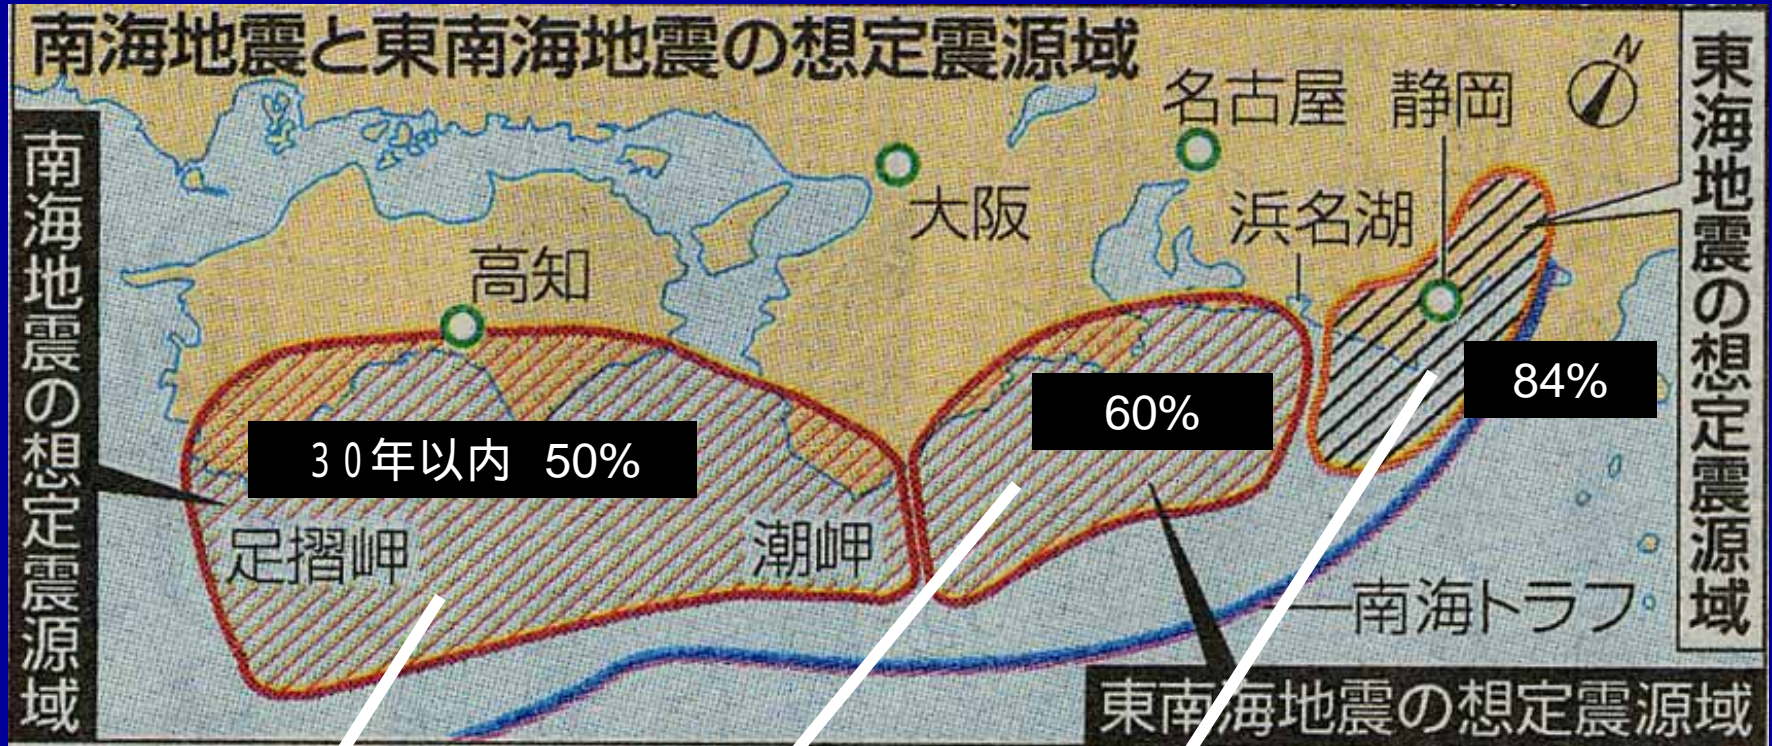 南海地震と東南海地震の想定震源域
N
名古屋
静岡
東海地震の想定震源域
南海地震の想定震源域
大阪
浜名湖
高知
84%
60%
３０年以内 50%
足摺岬
潮岬
南海トラフ
東南海地震の想定震源域